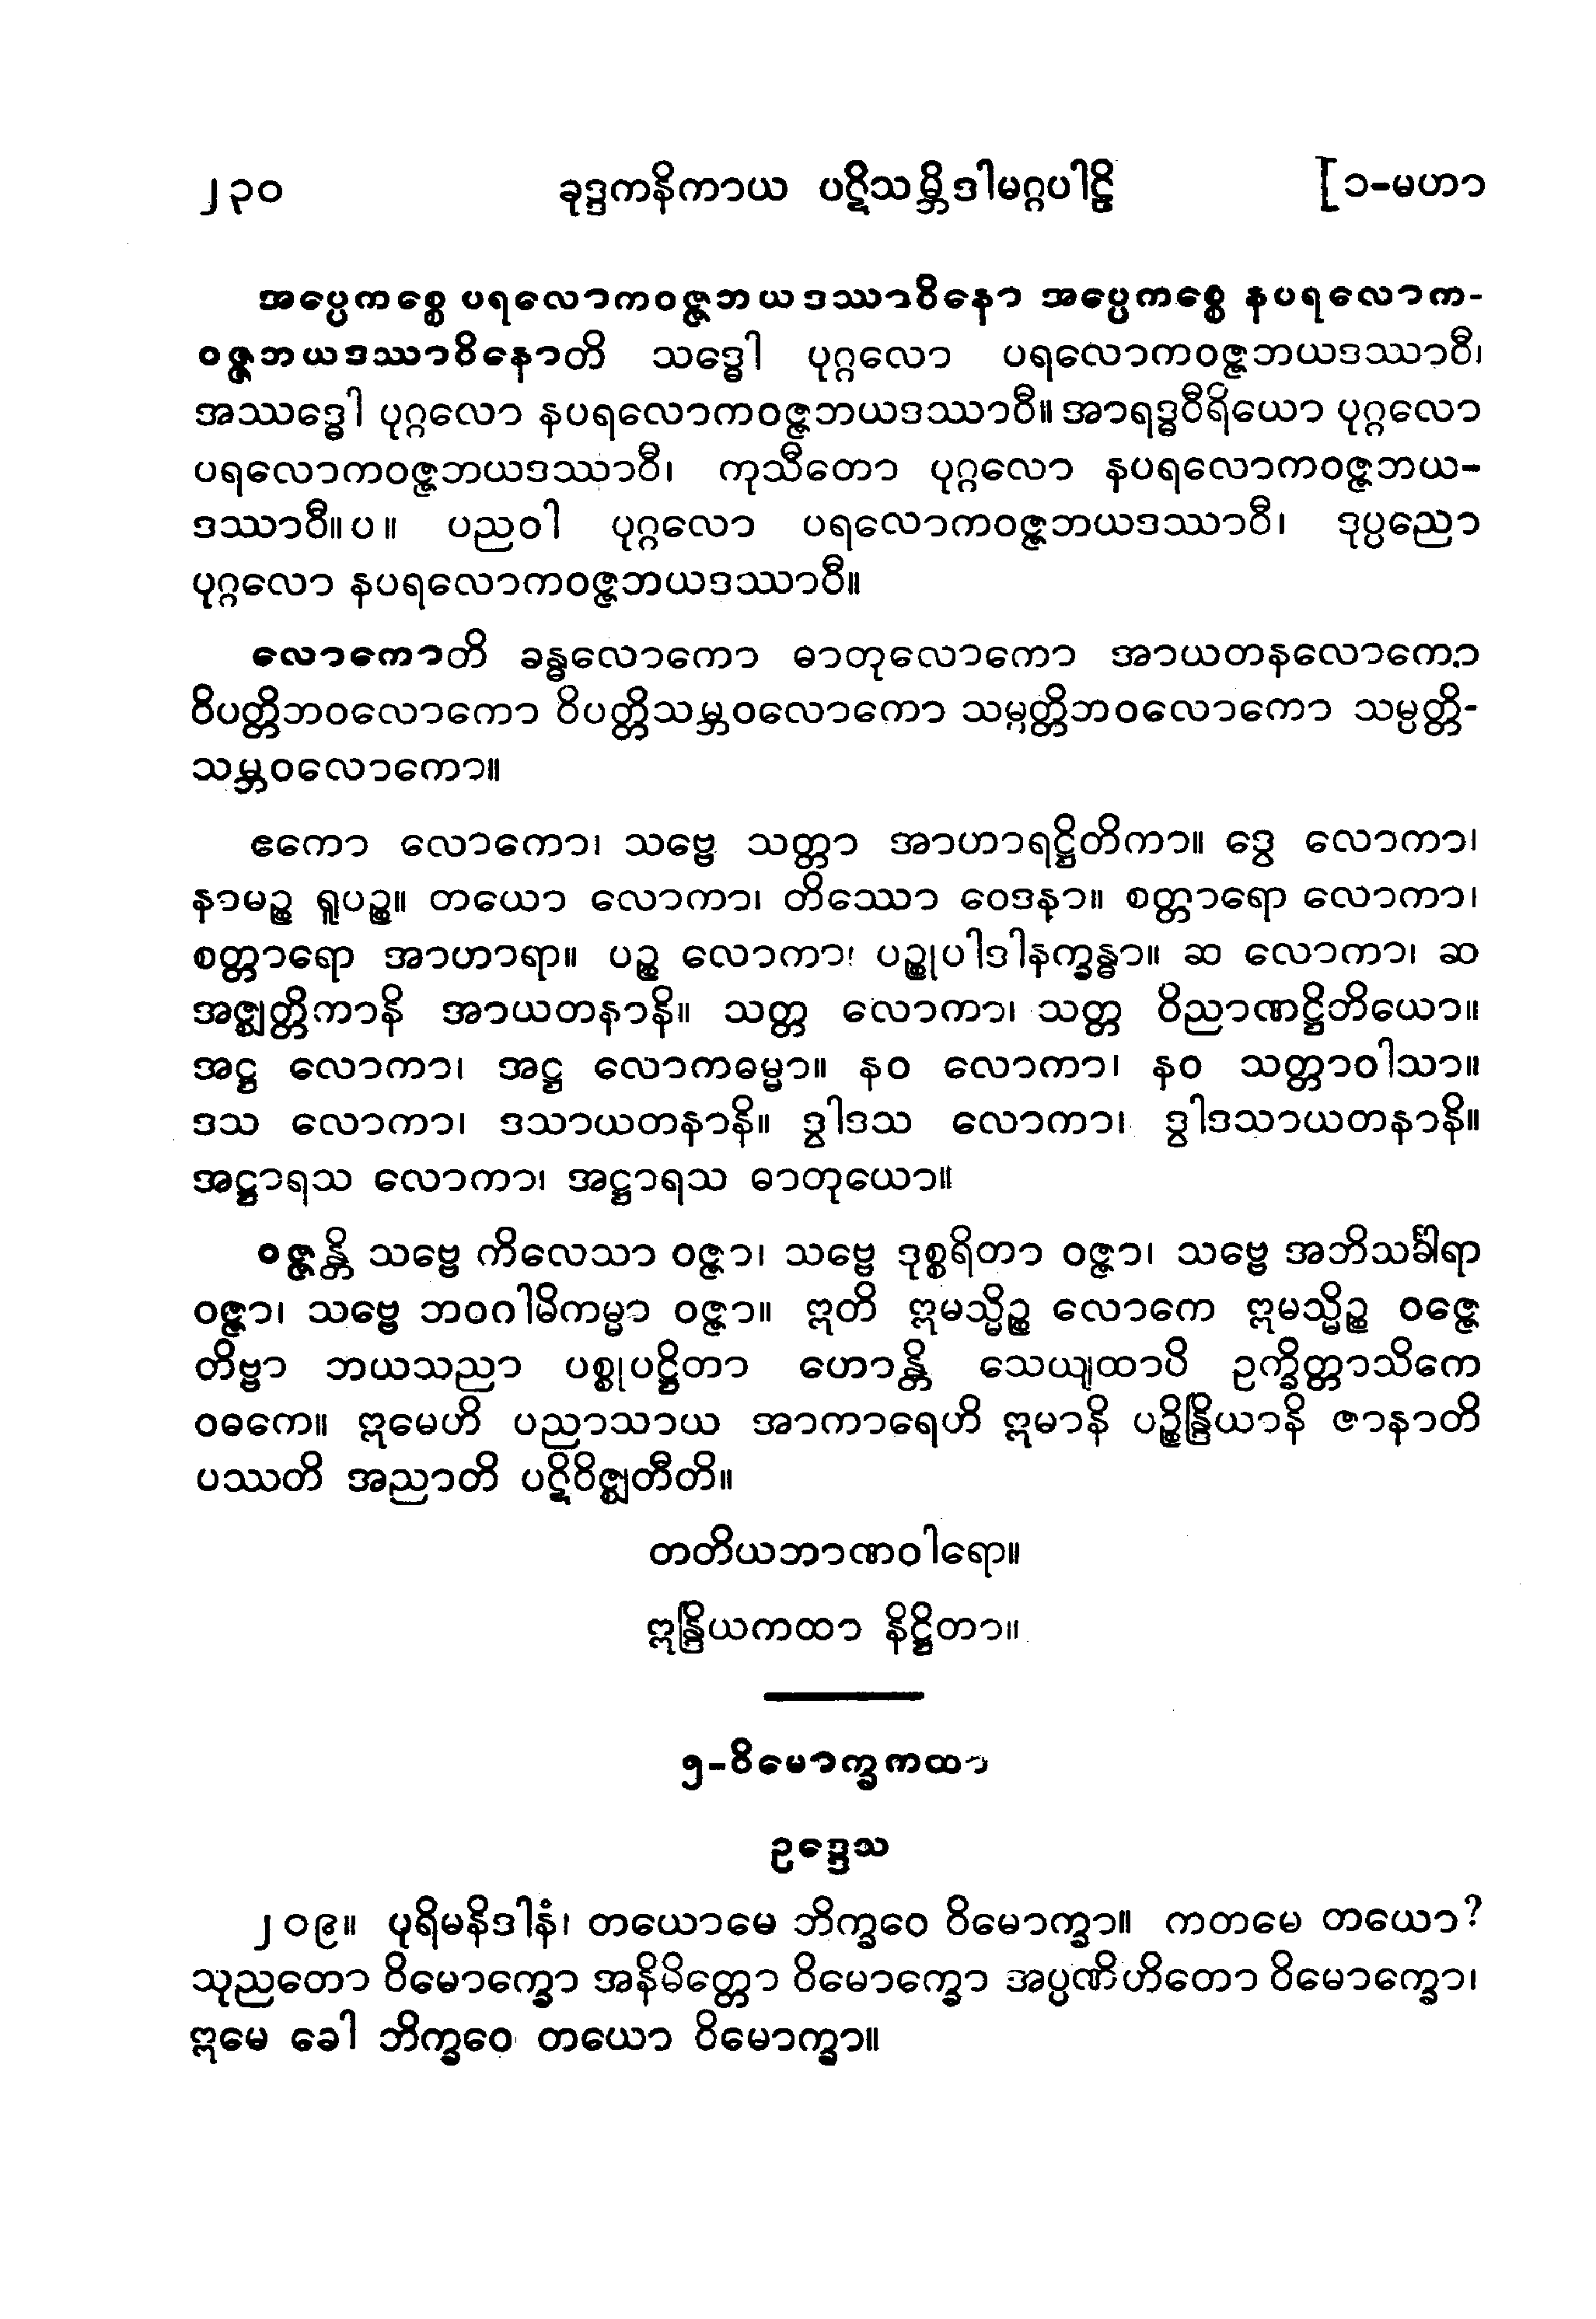 ၂၃၀ ခုဒ္ဒကနိကာယ ပဋိသမ္ဘိဒါမဂ္ဂပါဠိ [၁-မဟာ
အပ္ပေကစ္စေ ပရလောကဝဇ္ဇဘယဒဿာဝိနော အပ္ပေကစ္စေ နပရလောက-
ဝဇ္ဇဘယဒဿာဝိနောတိ သဒ္ဓေါ ပုဂ္ဂလော ပရလောကဝဇ္ဇဘယဒဿာဝီ၊
အဿဒ္ဓေါ ပုဂ္ဂလော နပရလောကဝဇ္ဇဘယဒဿာဝီ။ အာရဒ္ဓဝီရိယော ပုဂ္ဂလော
ပရလောကဝဇ္ဇဘယဒဿာဝီ၊ ကုသီတော ပုဂ္ဂလော နပရလောကဝဇ္ဇဘယ-
ဒဿာဝီ။ပ။ ပညဝါ ပုဂ္ဂလော ပရလောကဝဇ္ဇဘယဒဿာဝီ၊ ဒုပ္ပညော
ပုဂ္ဂလော နပရလောကဝဇ္ဇဘယဒဿာဝီ။
လောကောတိ ခန္ဓလောကော ဓာတုလောကော အာယတနလောကော
ဝိပတ္တိဘဝလောကော ဝိပတ္တိသမ္ဘဝလောကော သမ္ပတ္တိဘဝလောကော သမ္ပတ္တိ-
သမ္ဘဝလောကော။
ဧကော လောကော၊ သဗ္ဗေ သတ္တာ အာဟာရဋ္ဌိတိကာ။ ဒွေ လောကာ၊
နာမဉ္စ ရူပဉ္စ။ တယော လောကာ၊ တိဿော ဝေဒနာ။ စတ္တာရော လောကာ၊
စတ္တာရော အာဟာရာ။ ပဉ္စ လောကာ၊ ပဉ္စုပါဒါနက္ခန္ဓာ။ ဆ လောကာ၊ ဆ
အဇ္ဈတ္တိကာနိ အာယတနာနိ။ သတ္တ လောကာ၊ သတ္တ ဝိညာဏဋ္ဌိတိယော။
အဋ္ဌ လောကာ၊ အဋ္ဌ လောကဓမ္မာ။ နဝ လောကာ၊ နဝ သတ္တာဝါသာ။
ဒသ လောကာ၊ ဒသာယတနာနိ။ ဒွါဒသ လောကာ၊ ဒွါဒသာယတနာနိ။
အဋ္ဌာရသ လောကာ၊ အဋ္ဌာရသ ဓာတုယော။
ဝဇ္ဇန္တိ သဗ္ဗေ ကိလေသာ ဝဇ္ဇာ၊ သဗ္ဗေ ဒုစ္စရိတာ ဝဇ္ဇာ၊ သဗ္ဗေ အဘိသင်္ခါရာ
ဝဇ္ဇာ၊ သဗ္ဗေ ဘဝဂါမိကမ္မာ ဝဇ္ဇာ။ ဣတိ ဣမသ္မိဉ္စ လောကေ ဣမသ္မိဉ္စ ဝဇ္ဇေ
တိဗ္ဗာ ဘယသညာ ပစ္စုပဋ္ဌိတာ ဟောန္တိ သေယျထာပိ ဥက္ခိတ္တာသိကေ
ဝဓကေ။ ဣမေဟိ ပညာသာယ အာကာရေဟိ ဣမာနိ ပဉ္စိန္ဒြိယာနိ ဇာနာတိ
ပဿတိ အညာတိ ပဋိဝိဇ္ဈတီတိ။
တတိယဘာဏဝါရော။
ဣန္ဒြိယကထာ နိဋ္ဌိတာ။
၅-ဝိမောက္ခကထာ
ဥဒ္ဒေသ
၂၀၉။ ပုရိမနိဒါနံ၊ တယောမေ ဘိက္ခဝေ ဝိမောက္ခာ။ ကတမေ တယော?
သုညတော ဝိမောက္ခော အနိမိတ္တော ဝိမောက္ခော အပ္ပဏိဟိတော ဝိမောက္ခော၊
ဣမေ ခေါ ဘိက္ခဝေ တယော ဝိမောက္ခာ။